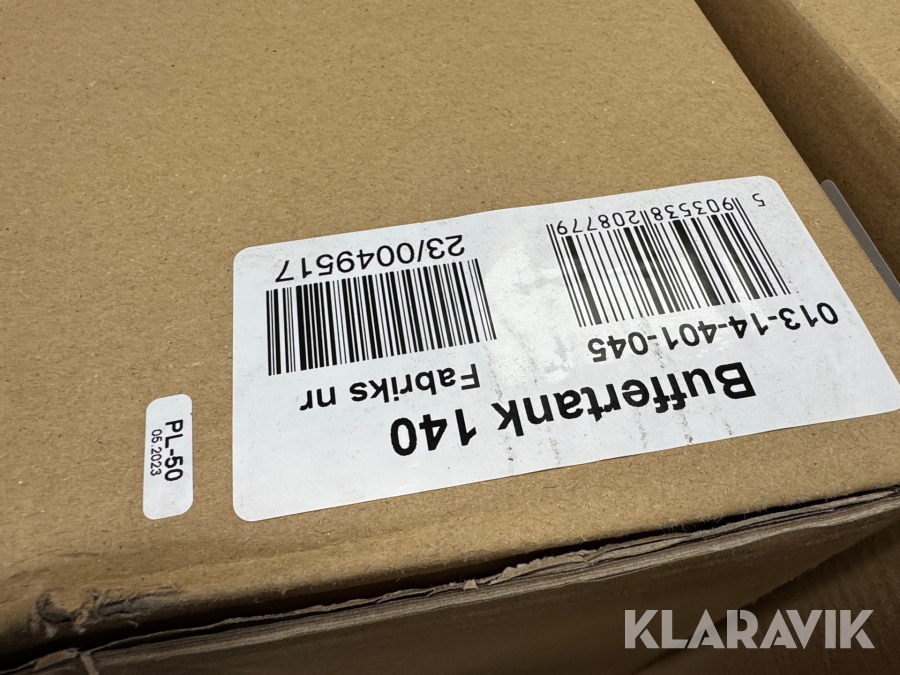 Buffertank 140
013-14-401-045
5 903538 208779
Fabriks nr
23/0049517
PL-50
06.2023
KLARAVIK